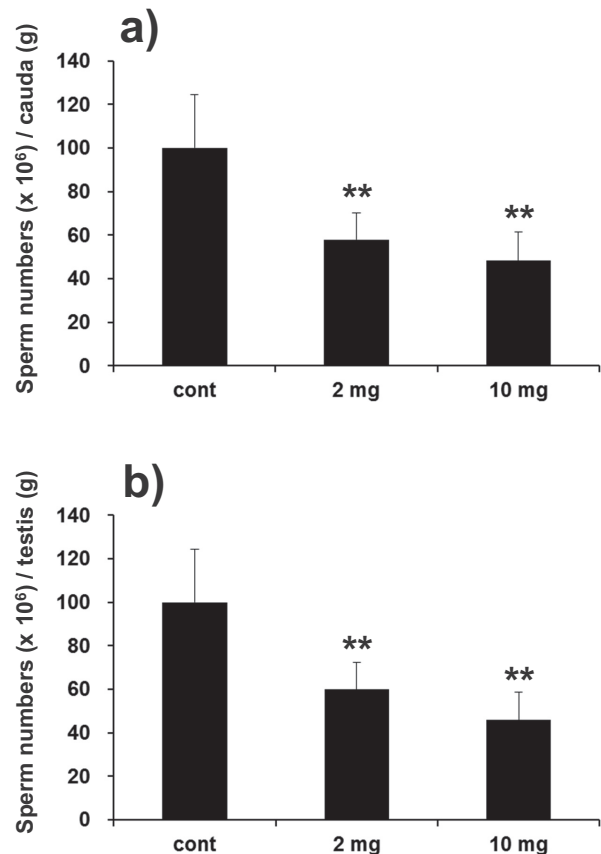 a)
Sperm numbers (x 10⁶) / cauda (g)
140
120
100
80
60
40
20
0
**
**
cont
2 mg
10 mg
b)
Sperm numbers (x 10⁶) / testis (g)
140
120
100
80
60
40
20
0
**
**
cont
2 mg
10 mg